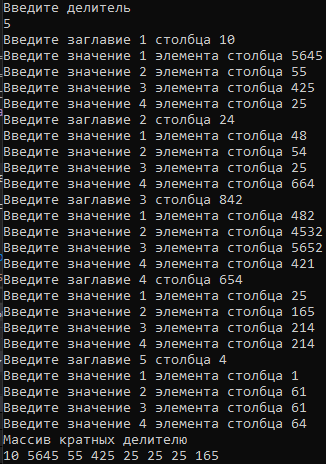 Введите делитель
5
Введите заглавие 1 столбца 10
Введите значение 1 элемента столбца 5645
Введите значение 2 элемента столбца 55
Введите значение 3 элемента столбца 425
Введите значение 4 элемента столбца 25
Введите заглавие 2 столбца 24
Введите значение 1 элемента столбца 48
Введите значение 2 элемента столбца 54
Введите значение 3 элемента столбца 25
Введите значение 4 элемента столбца 664
Введите заглавие 3 столбца 842
Введите значение 1 элемента столбца 482
Введите значение 2 элемента столбца 4532
Введите значение 3 элемента столбца 5652
Введите значение 4 элемента столбца 421
Введите заглавие 4 столбца 654
Введите значение 1 элемента столбца 25
Введите значение 2 элемента столбца 165
Введите значение 3 элемента столбца 214
Введите значение 4 элемента столбца 214
Введите заглавие 5 столбца 4
Введите значение 1 элемента столбца 1
Введите значение 2 элемента столбца 61
Введите значение 3 элемента столбца 61
Введите значение 4 элемента столбца 64
Массив кратных делителю
10 5645 55 425 25 25 25 165